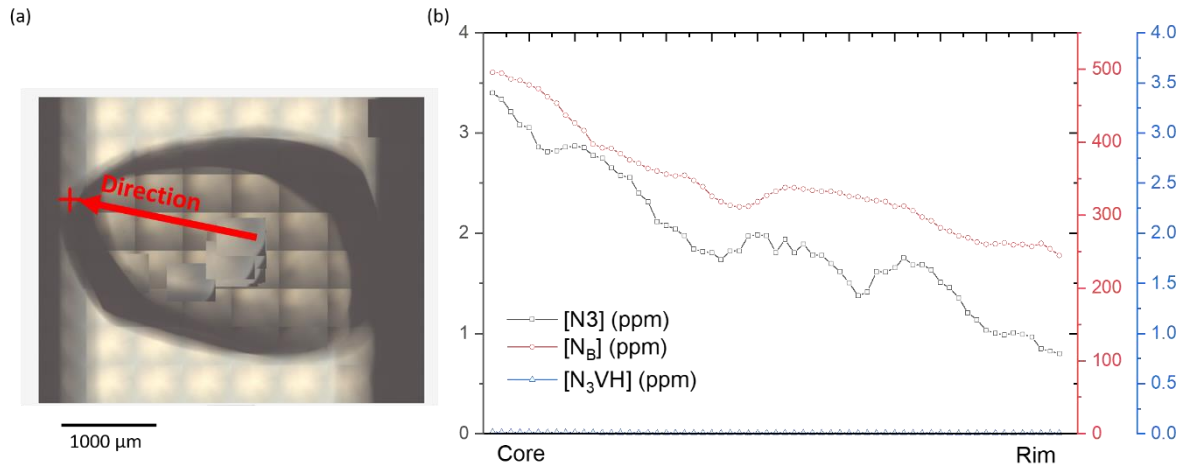 (a)
Direction
1000 μm
(b)
4
3
2
1
0
[N3] (ppm)
[N_B] (ppm)
[N₃VH] (ppm)
Core
Rim
500
400
300
200
100
0
4.0
3.5
3.0
2.5
2.0
1.5
1.0
0.5
0.0